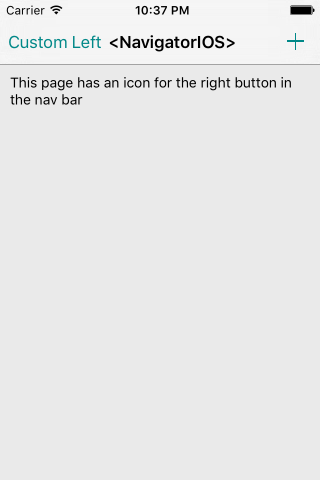 Carrier 10:37 PM
Custom Left <NavigatorIOS>
This page has an icon for the right button in
the nav bar